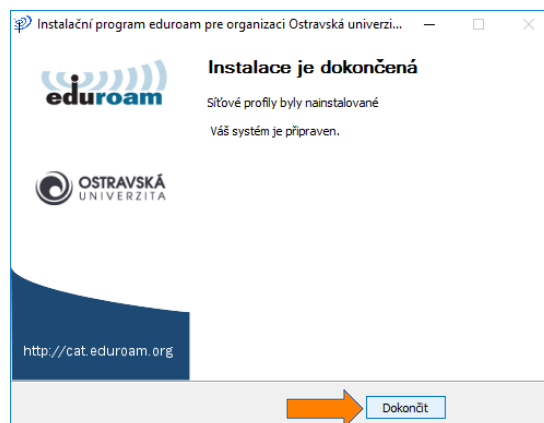 Instalační program eduroam pre organizaci Ostravská univerzi...
eduroam
Instalace je dokončená
Síťové profily byly nainstalované
Váš systém je připraven.
OSTRAVSKÁ
UNIVERZITA
http://cat.eduroam.org
Dokončit